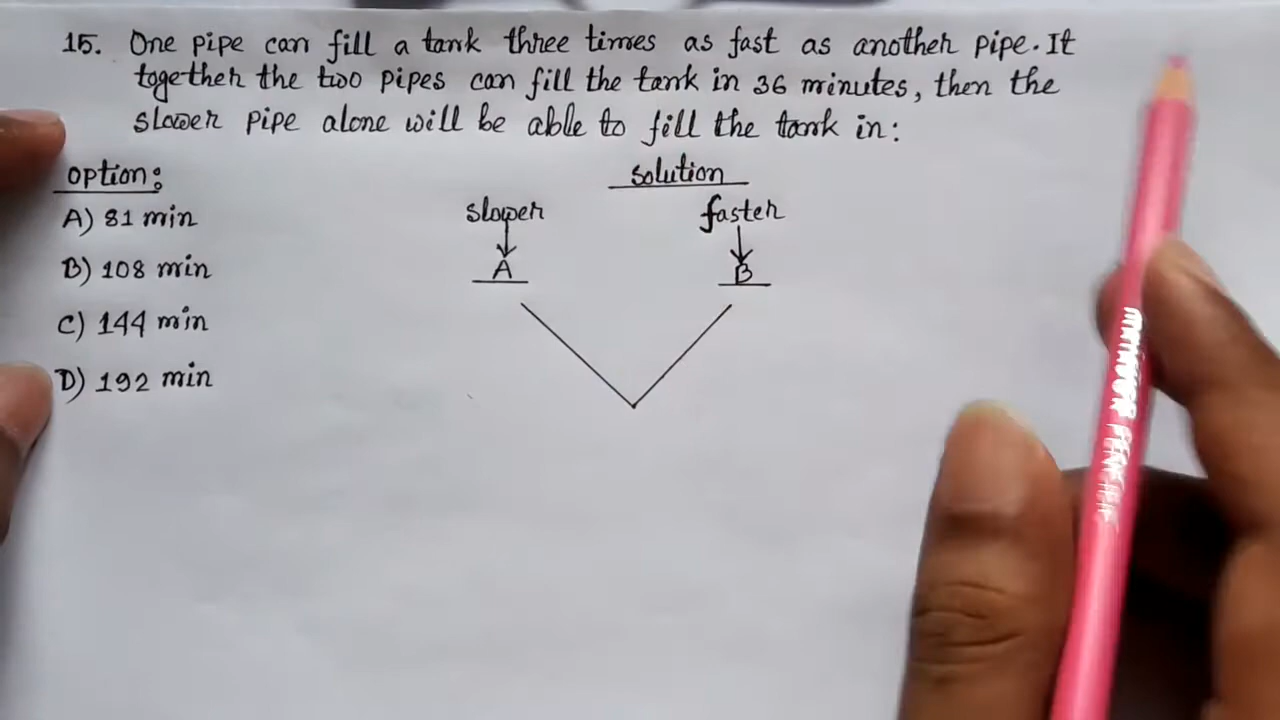 15. One pipe can fill a tank three times as fast as another pipe. It
together the two pipes can fill the tank in 36 minutes, then the
slower pipe alone will be able to fill the tank in:
option:
solution
A) 81 min
B) 108 min
C) 144 min
D) 192 min
slower
faster
A
B